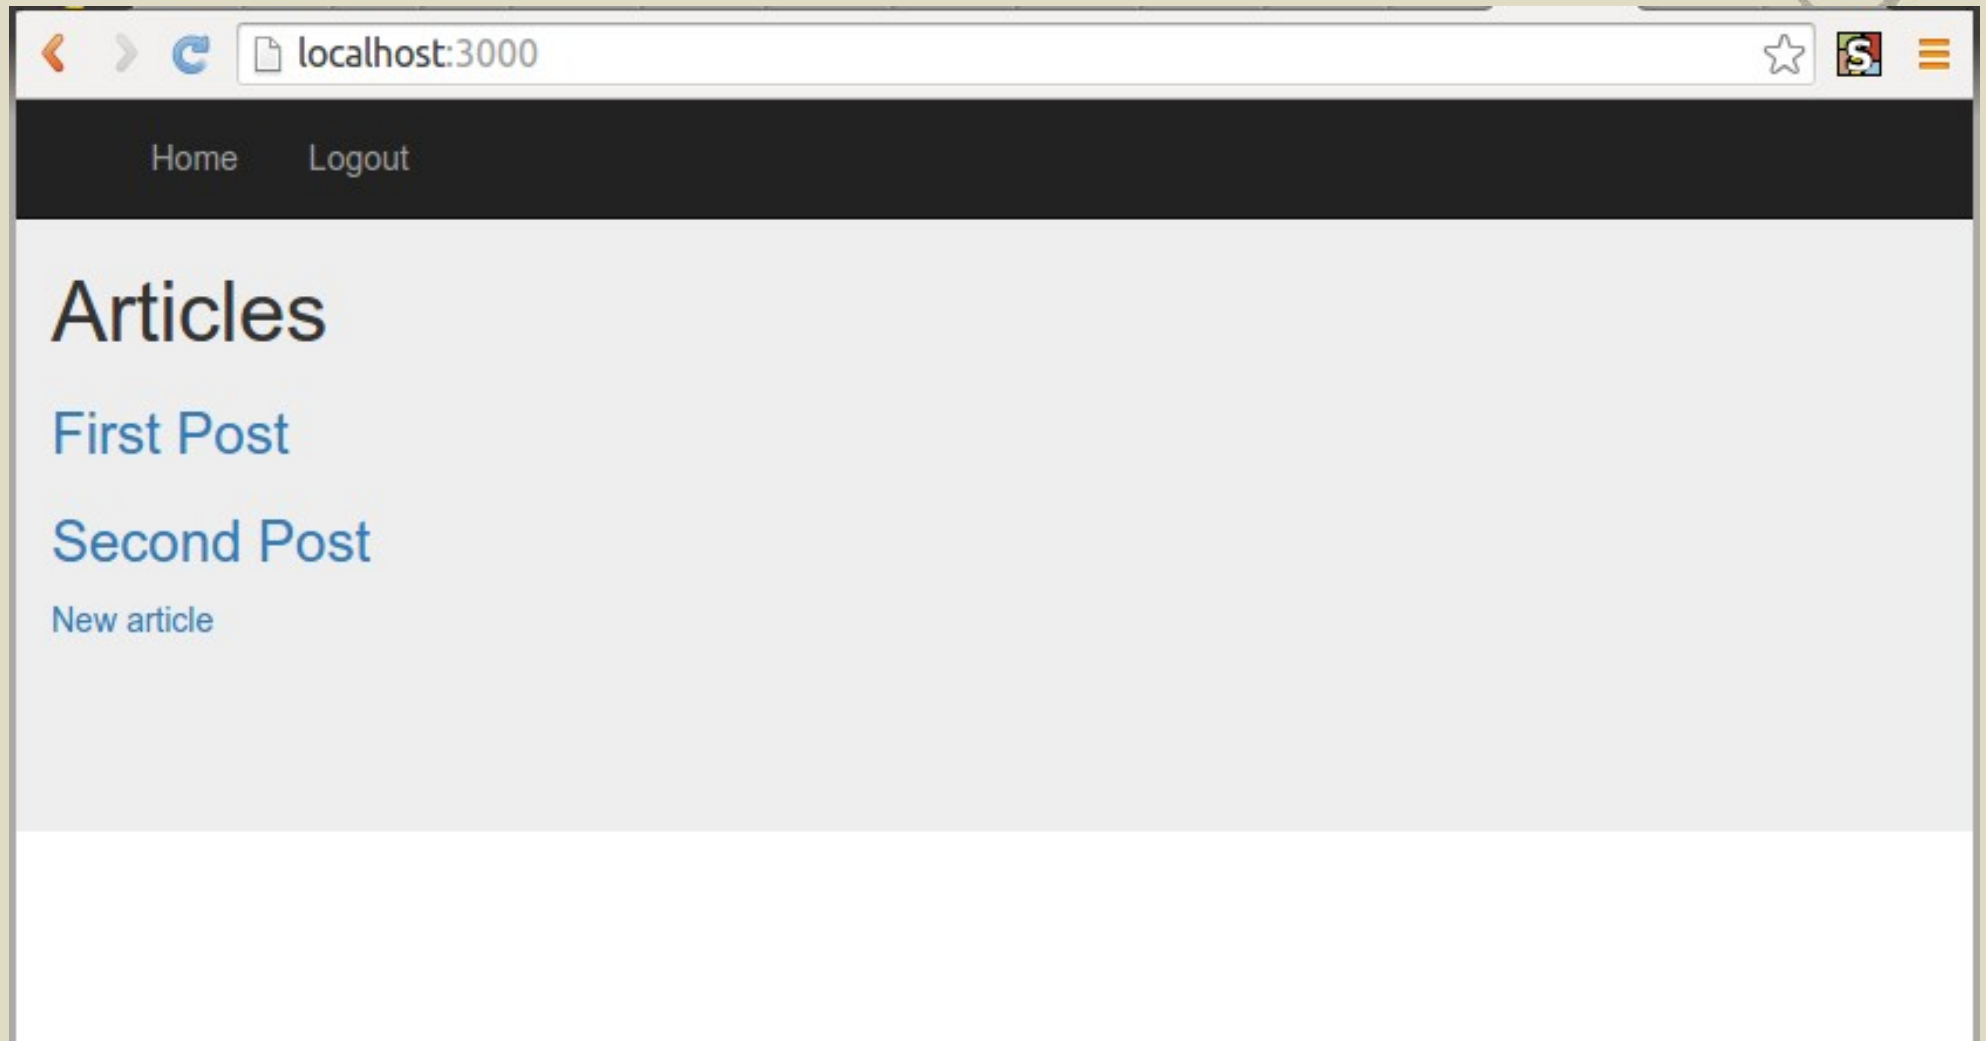 localhost:3000
S
Home Logout
Articles
First Post
Second Post
New article